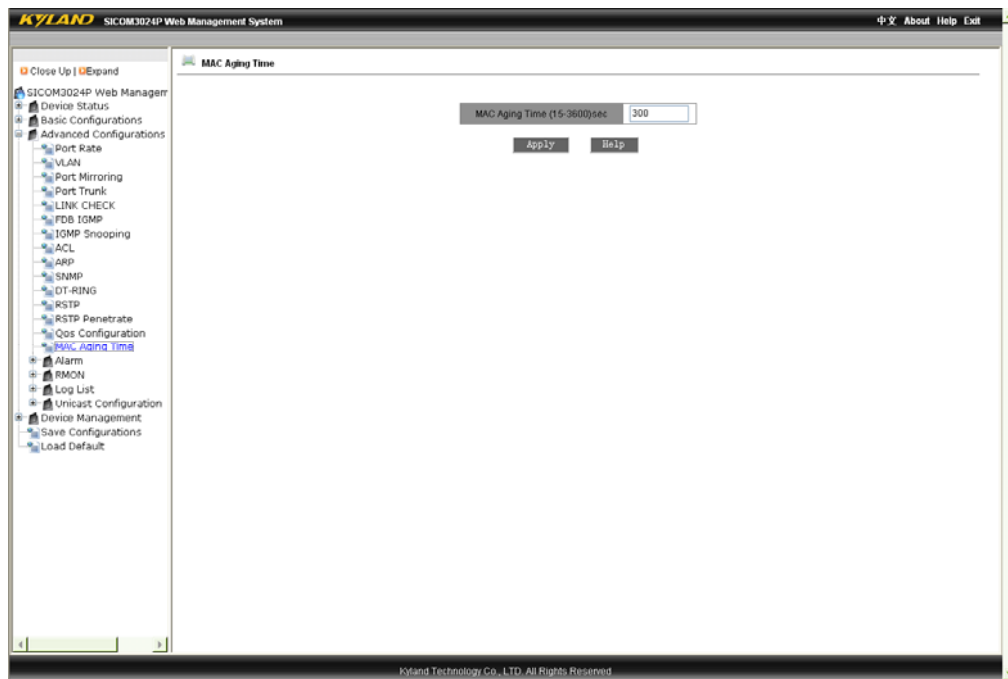 KYLAND SICOM3024P Web Management System
中文 About Help Exit
Close Up | Expand
SICOM3024P Web Managem
Device Status
Basic Configurations
Advanced Configurations
Port Rate
VLAN
Port Mirroring
Port Trunk
LINK CHECK
FDB IGMP
IGMP Snooping
ACL
ARP
SNMP
DT-RING
RSTP
RSTP Penetrate
Qos Configuration
MAC Aging Time
Alarm
RMON
Log List
Unicast Configuration
Device Management
Save Configurations
Load Default
MAC Aging Time
MAC Aging Time (15-3600)sec 300
Apply Help
Kyland Technology Co., LTD. All Rights Reserved